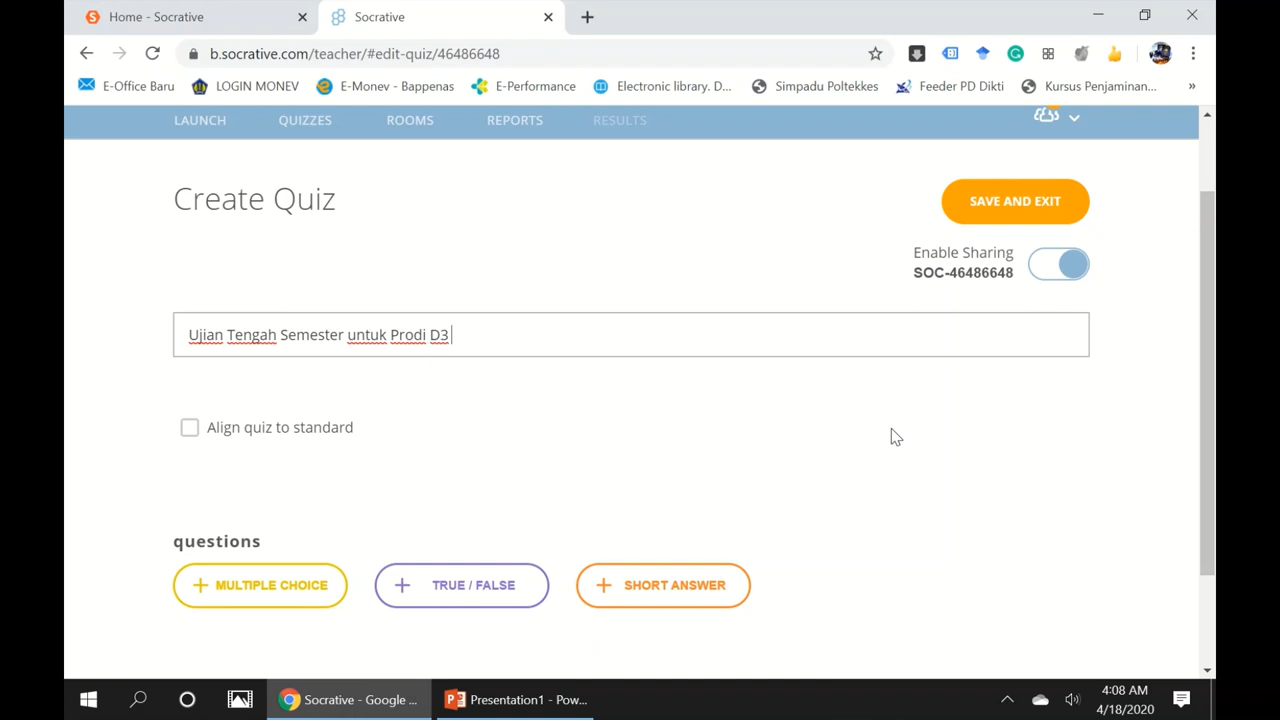 Home - Socrative
Socrative
b.socrative.com/teacher/#edit-quiz/46486648
E-Office Baru
LOGIN MONEV
E-Monev - Bappenas
E-Performance
Electronic library. D...
Simpadu Poltekkes
Feeder PD Dikti
Kursus Penjaminan...
»
LAUNCH
QUIZZES
ROOMS
REPORTS
RESULTS
Create Quiz
SAVE AND EXIT
Enable Sharing
SOC-46486648
Ujian Tengah Semester untuk Prodi D3
Align quiz to standard
questions
+ MULTIPLE CHOICE
+ TRUE / FALSE
+ SHORT ANSWER
Socrative - Google ...
Presentation1 - Pow...
4:08 AM
4/18/2020